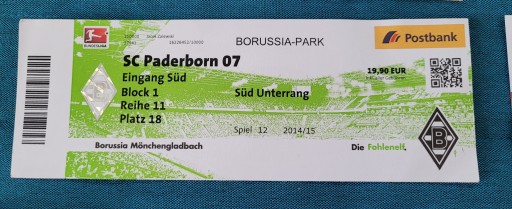 BUNDESLIGA
BORUSSIA-PARK
Postbank
SC Paderborn 07
19,90 EUR
Eingang Süd
Block 1
Süd Unterrang
Reihe 11
Platz 18
Spiel 12 2014/15
Borussia Mönchengladbach
Die Fohlenelf.